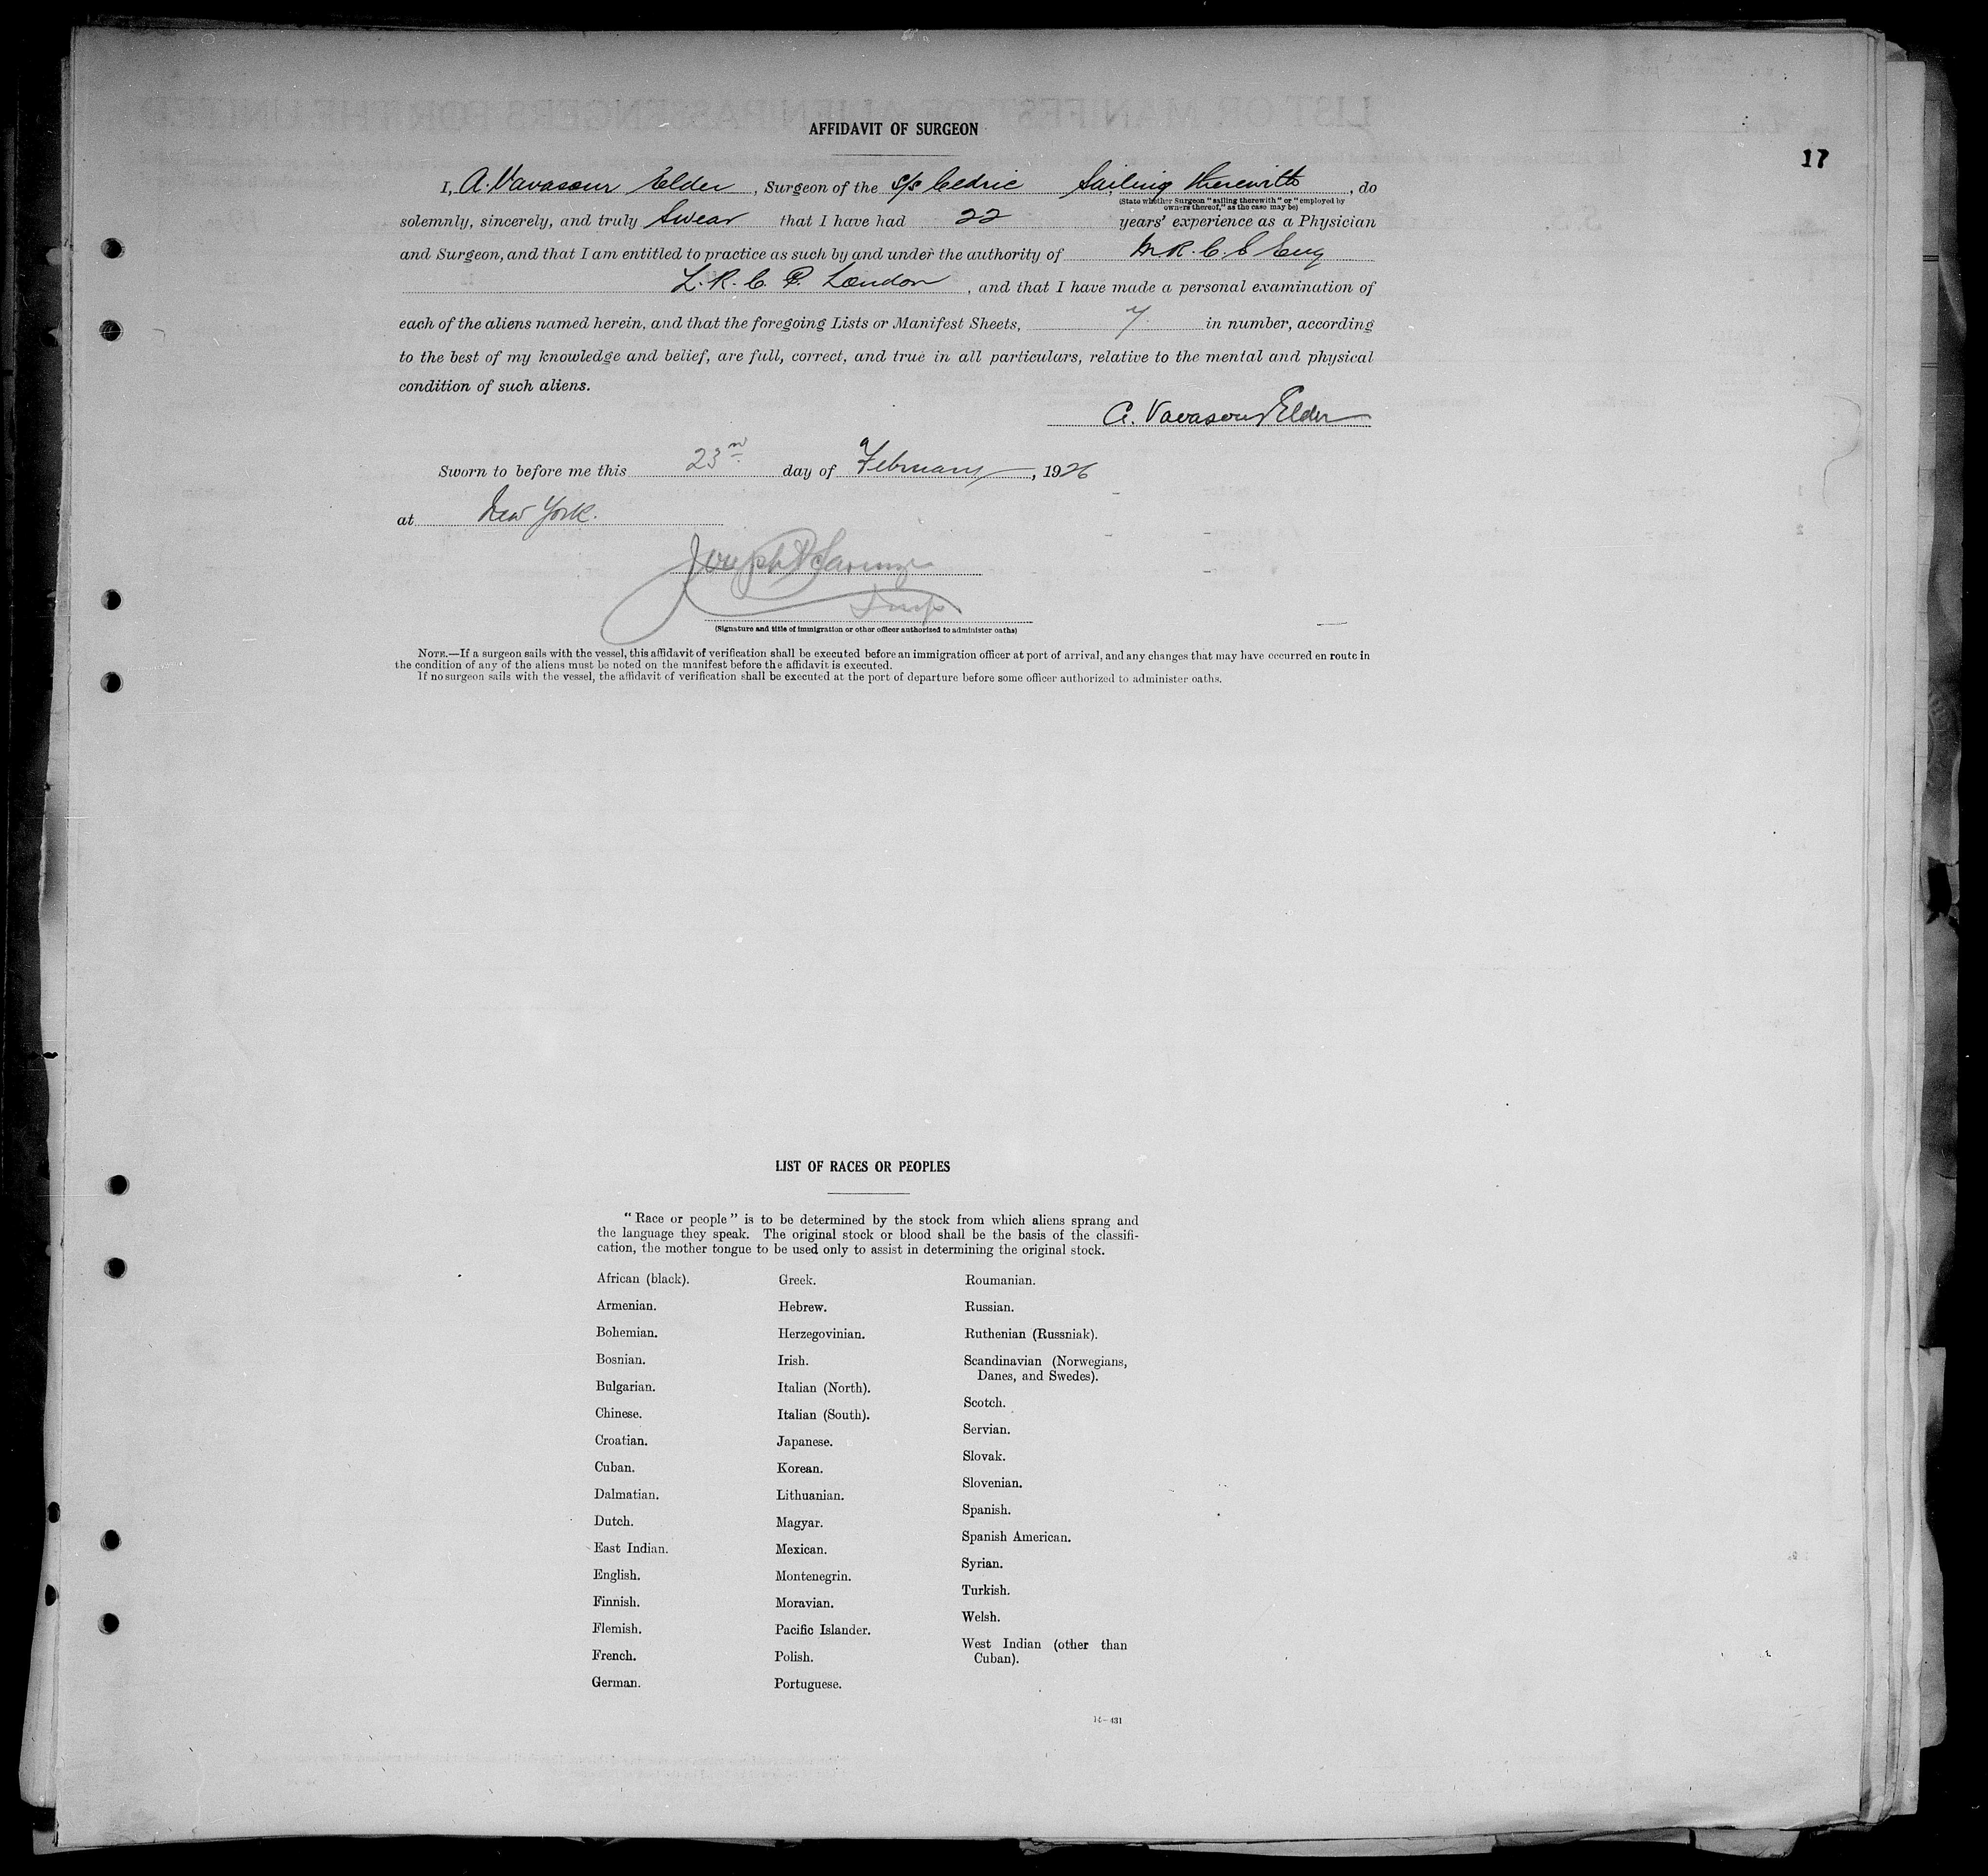 AFFIDAVIT OF SURGEON
17
I, A. Vavasour Elder, Surgeon of the S/S Cedric Sailing therewith, do
(State whether Surgeon "sailing therewith" or "employed by
owners thereof," as the case may be)
solemnly, sincerely, and truly Swear that I have had 22 years' experience as a Physician
and Surgeon, and that I am entitled to practice as such by and under the authority of M.R.C.S Eng
L.R.C.P. London, and that I have made a personal examination of
each of the aliens named herein, and that the foregoing Lists or Manifest Sheets, 7 in number, according
to the best of my knowledge and belief, are full, correct, and true in all particulars, relative to the mental and physical
condition of such aliens.
A. Vavasour Elder
Sworn to before me this 23rd day of February, 1926
at New York.
Joseph
Insp
(Signature and title of immigration or other officer authorized to administer oaths)
NOTE.—If a surgeon sails with the vessel, this affidavit of verification shall be executed before an immigration officer at port of arrival, and any changes that may have occurred en route in
the condition of any of the aliens must be noted on the manifest before the affidavit is executed.
If no surgeon sails with the vessel, the affidavit of verification shall be executed at the port of departure before some officer authorized to administer oaths.
LIST OF RACES OR PEOPLES
"Race or people" is to be determined by the stock from which aliens sprang and
the language they speak. The original stock or blood shall be the basis of the classifi-
cation, the mother tongue to be used only to assist in determining the original stock.
African (black).
Armenian.
Bohemian.
Bosnian.
Bulgarian.
Chinese.
Croatian.
Cuban.
Dalmatian.
Dutch.
East Indian.
English.
Finnish.
Flemish.
French.
German.
Greek.
Hebrew.
Herzegovinian.
Irish.
Italian (North).
Italian (South).
Japanese.
Korean.
Lithuanian.
Magyar.
Mexican.
Montenegrin.
Moravian.
Pacific Islander.
Polish.
Portuguese.
Roumanian.
Russian.
Ruthenian (Russniak).
Scandinavian (Norwegians,
Danes, and Swedes).
Scotch.
Servian.
Slovak.
Slovenian.
Spanish.
Spanish American.
Syrian.
Turkish.
Welsh.
West Indian (other than
Cuban).
14—431